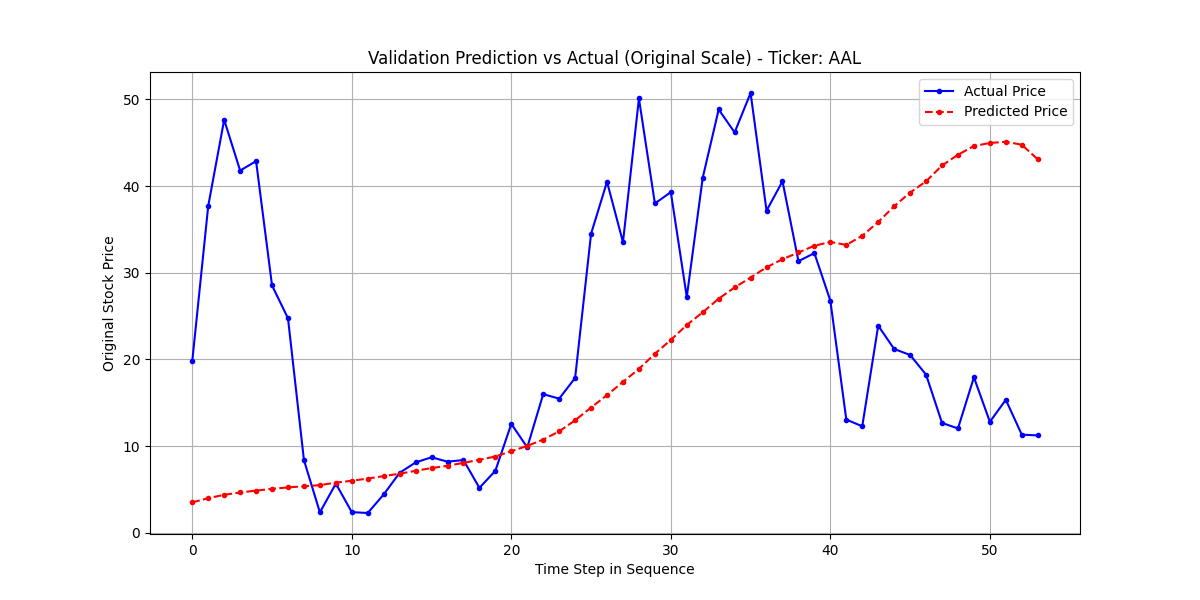 Validation Prediction vs Actual (Original Scale) - Ticker: AAL
Actual Price
Predicted Price
Original Stock Price
50
40
30
20
10
0
0 10 20 30 40 50
Time Step in Sequence